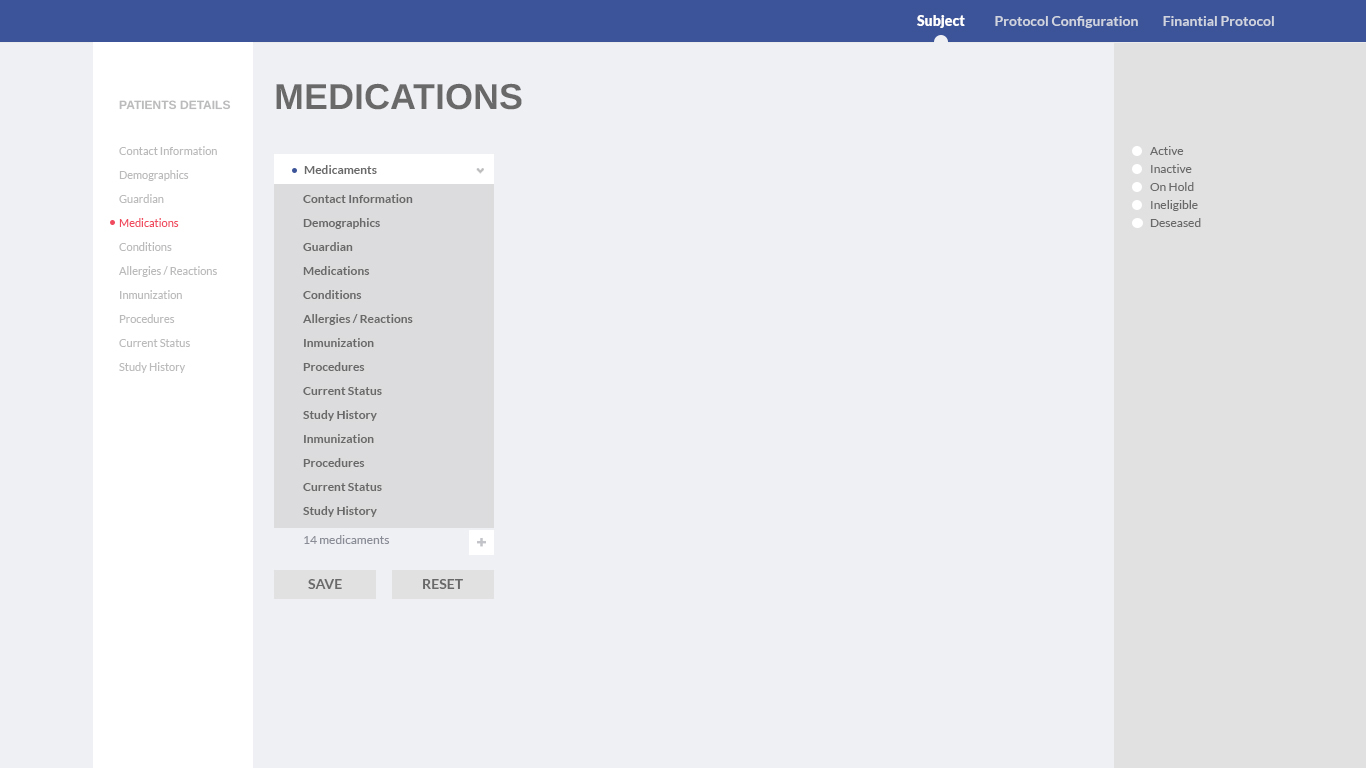 Subject Protocol Configuration Finantial Protocol
PATIENTS DETAILS
Contact Information
Demographics
Guardian
Medications
Conditions
Allergies / Reactions
Inmunization
Procedures
Current Status
Study History
MEDICATIONS
Medicaments
Contact Information
Demographics
Guardian
Medications
Conditions
Allergies / Reactions
Inmunization
Procedures
Current Status
Study History
Inmunization
Procedures
Current Status
Study History
14 medicaments
SAVE RESET
Active
Inactive
On Hold
Ineligible
Deseased